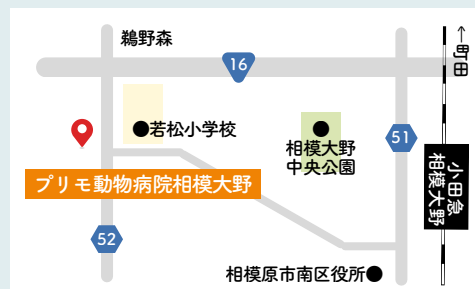 鵜野森
←町田
16
若松小学校
相模大野
中央公園
51
小田急
相模大野
プリモ動物病院相模大野
52
相模原市南区役所